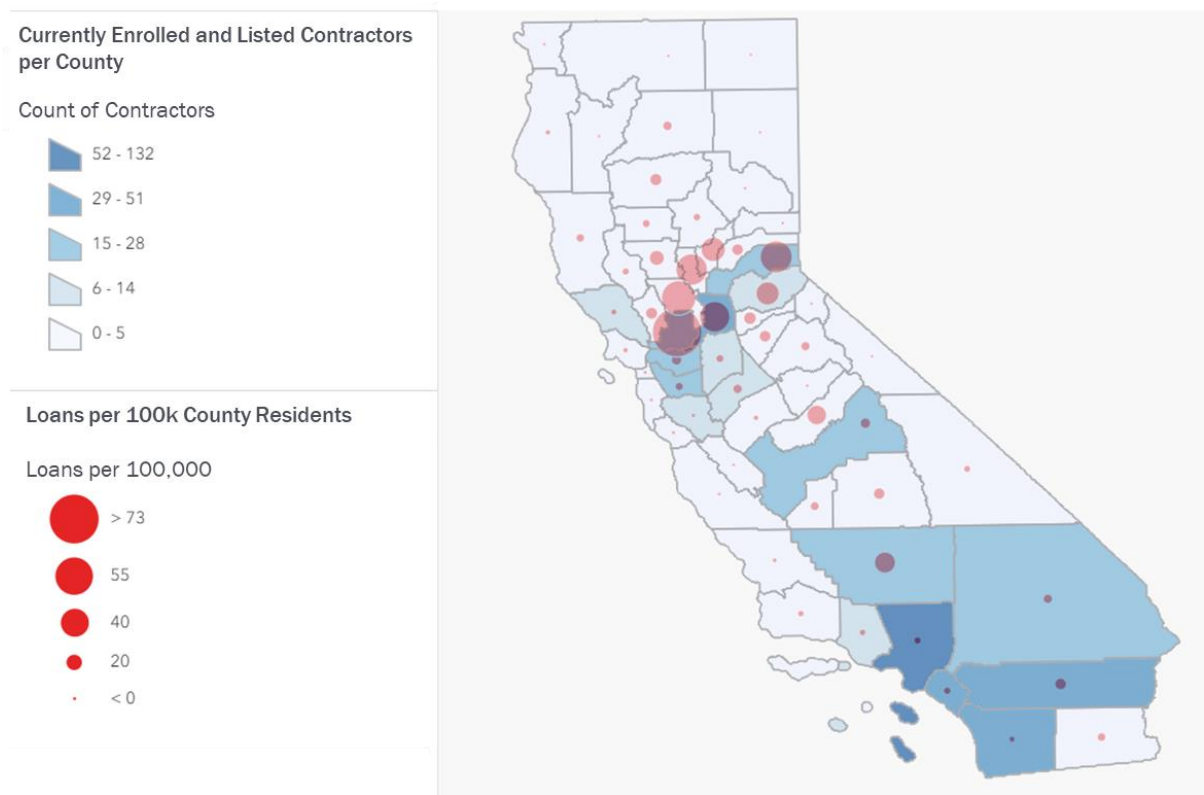 Currently Enrolled and Listed Contractors
per County
Count of Contractors
52 - 132
29 - 51
15 - 28
6 - 14
0 - 5
Loans per 100k County Residents
Loans per 100,000
> 73
55
40
20
< 0